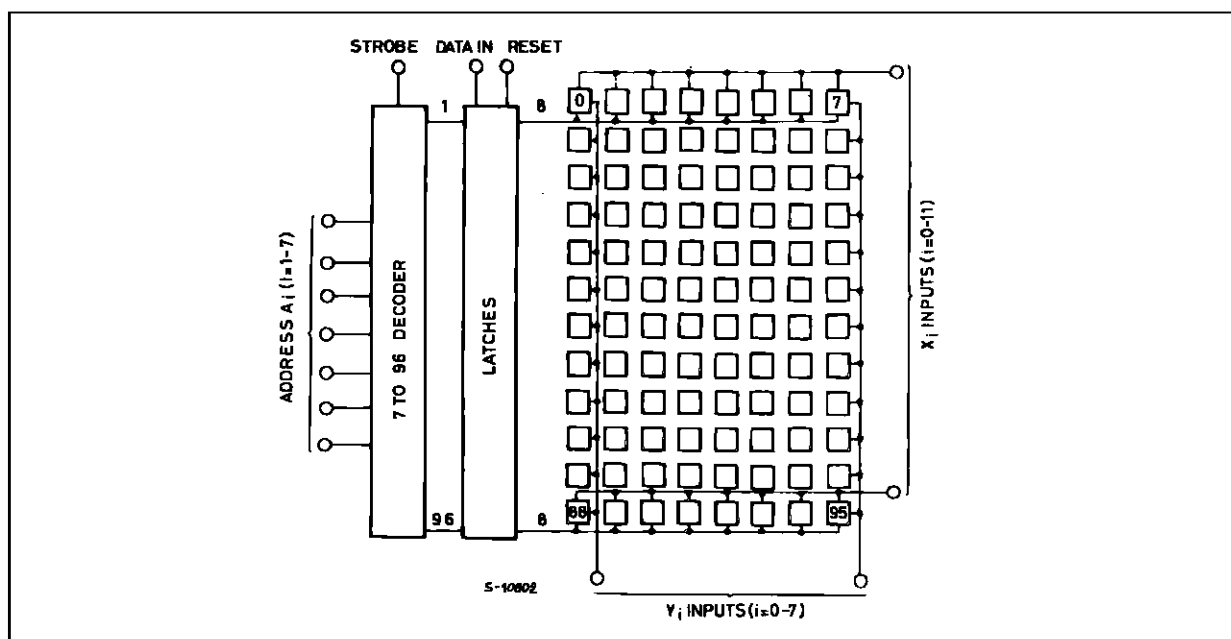 STROBE DATA IN RESET
1
8
0
7
ADDRESS Ai (i=1-7)
7 TO 96 DECODER
LATCHES
Xi INPUTS (i=0-11)
96
8
88
95
S-10602
Yi INPUTS (i=0-7)